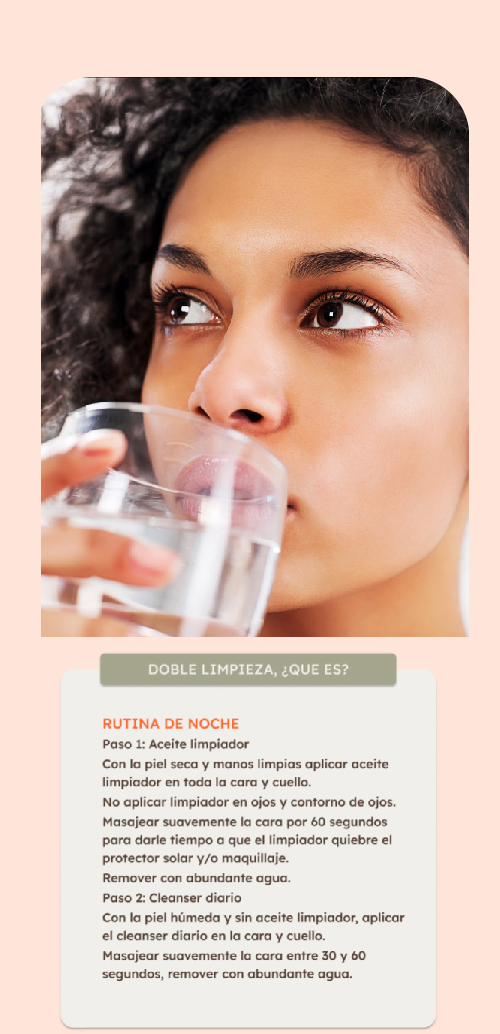 DOBLE LIMPIEZA, ¿QUE ES?
RUTINA DE NOCHE
Paso 1: Aceite limpiador
Con la piel seca y manos limpias aplicar aceite
limpiador en toda la cara y cuello.
No aplicar limpiador en ojos y contorno de ojos.
Masajear suavemente la cara por 60 segundos
para darle tiempo a que el limpiador quiebre el
protector solar y/o maquillaje.
Remover con abundante agua.
Paso 2: Cleanser diario
Con la piel húmeda y sin aceite limpiador, aplicar
el cleanser diario en la cara y cuello.
Masajear suavemente la cara entre 30 y 60
segundos, remover con abundante agua.